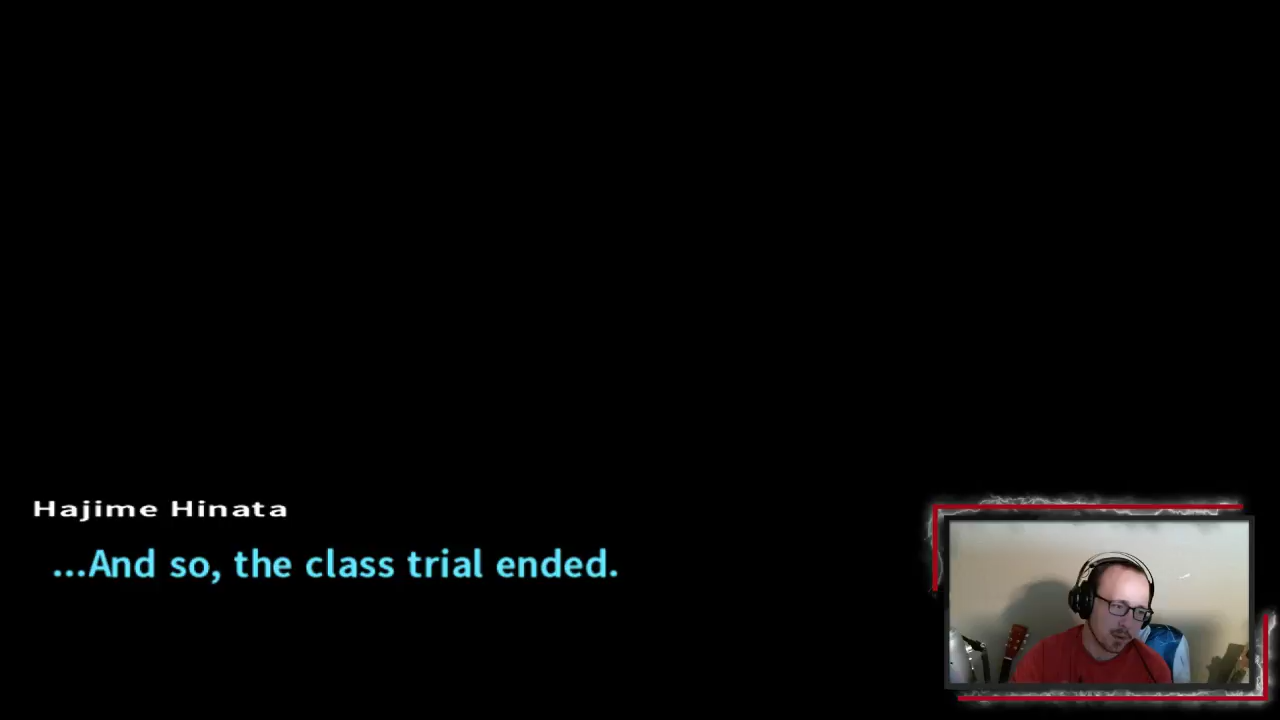 Hajime Hinata
...And so, the class trial ended.